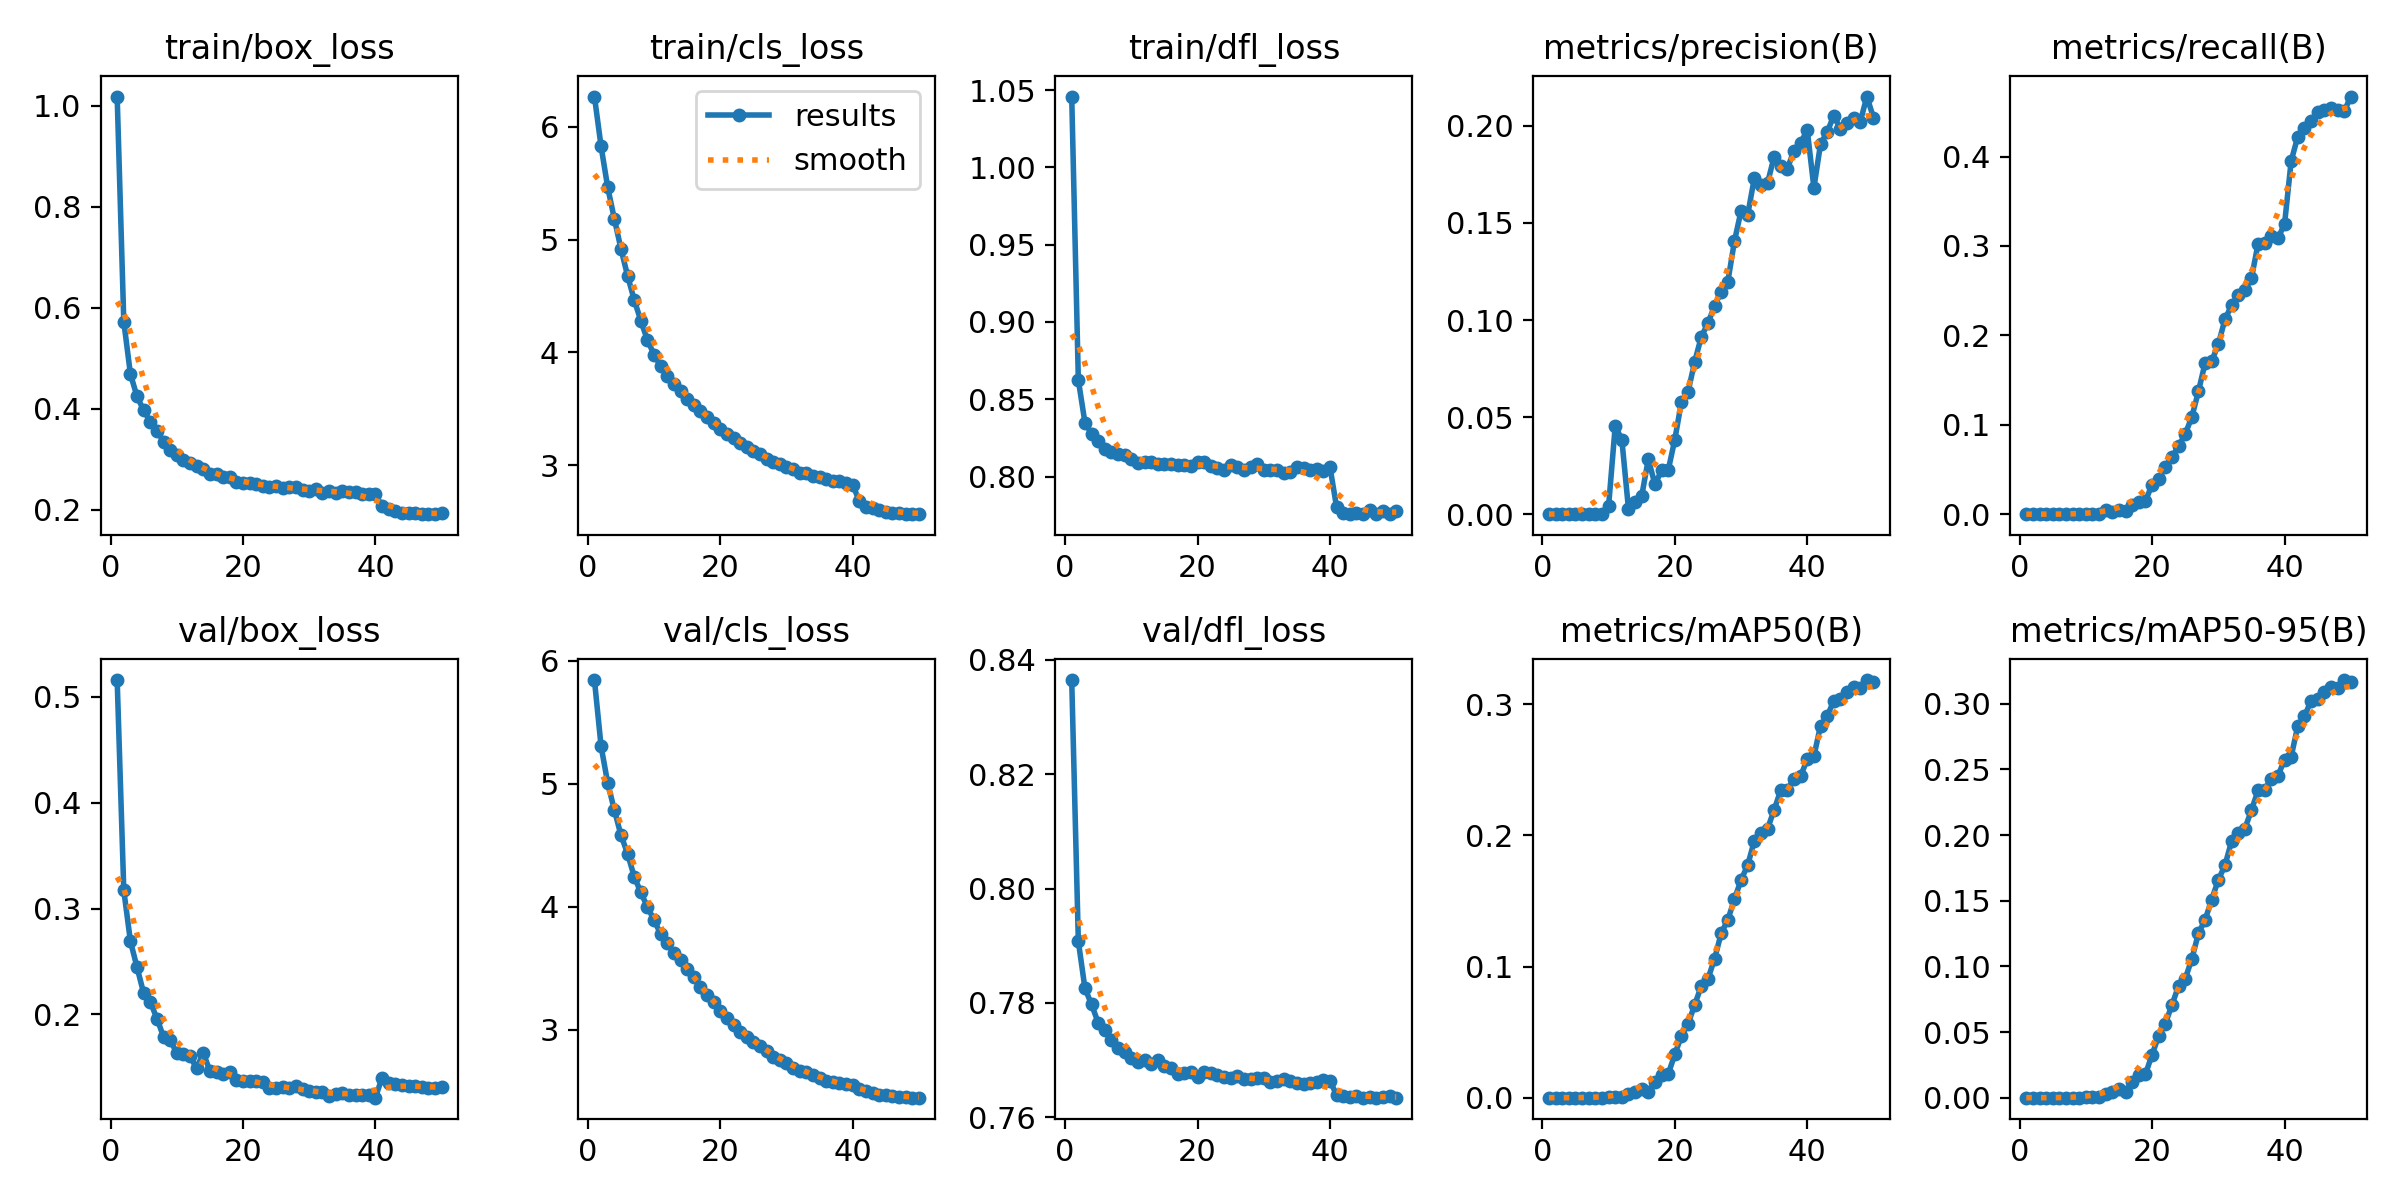 train/box_loss
1.0
0.8
0.6
0.4
0.2
0 20 40
train/cls_loss
results
smooth
6
5
4
3
0 20 40
train/dfl_loss
1.05
1.00
0.95
0.90
0.85
0.80
0 20 40
metrics/precision(B)
0.20
0.15
0.10
0.05
0.00
0 20 40
metrics/recall(B)
0.4
0.3
0.2
0.1
0.0
0 20 40
val/box_loss
0.5
0.4
0.3
0.2
0 20 40
val/cls_loss
6
5
4
3
0 20 40
val/dfl_loss
0.84
0.82
0.80
0.78
0.76
0 20 40
metrics/mAP50(B)
0.3
0.2
0.1
0.0
0 20 40
metrics/mAP50-95(B)
0.30
0.25
0.20
0.15
0.10
0.05
0.00
0 20 40